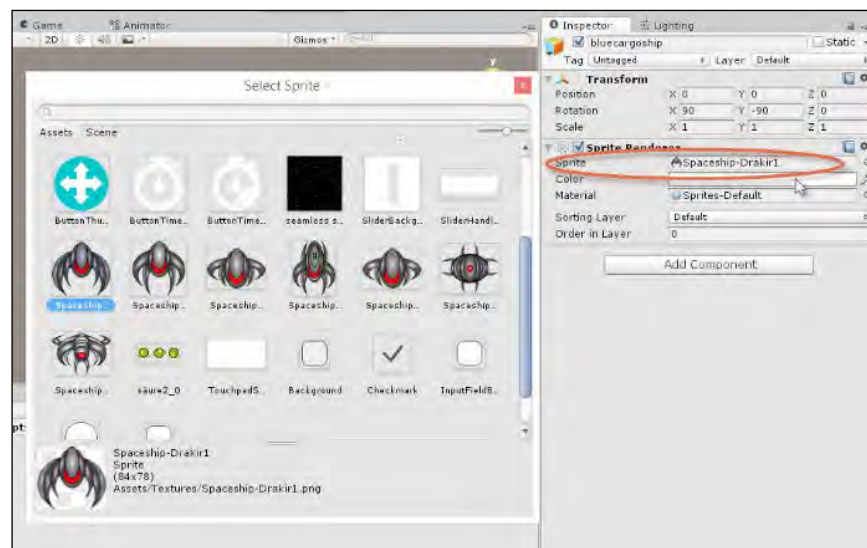 Game Animator
2D Gizmos
Select Sprite
Assets Scene
ButtonThu.. ButtonTime.. ButtonTime.. seamless s.. SliderBackg.. SliderHandl..
Spaceship.. Spaceship.. Spaceship.. Spaceship.. Spaceship.. Spaceship..
Spaceship.. säure2_0 TouchpadS.. Background Checkmark InputFieldB..
Spaceship-Drakir1
Sprite
(84x78)
Assets/Textures/Spaceship-Drakir1.png
Inspector Lighting
bluecargoship Static
Tag Untagged Layer Default
Transform
Position X 0 Y 0 Z 0
Rotation X 90 Y -90 Z 0
Scale X 1 Y 1 Z 1
Sprite Renderer
Sprite Spaceship-Drakir1
Color
Material Sprites-Default
Sorting Layer Default
Order in Layer 0
Add Component